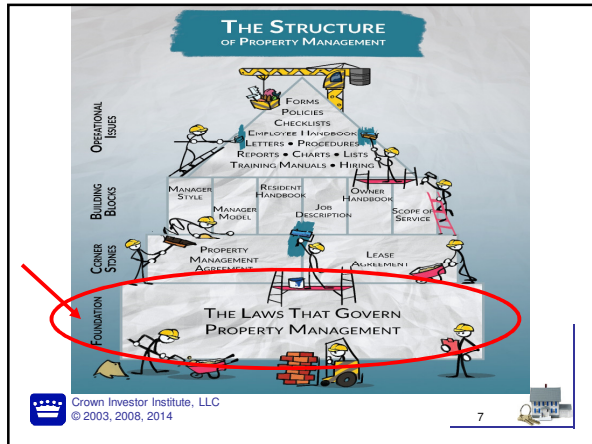 THE STRUCTURE
OF PROPERTY MANAGEMENT
OPERATIONAL
ISSUES
FORMS
POLICIES
CHECKLISTS
EMPLOYEE HANDBOOK
LETTERS • PROCEDURES
REPORTS • CHARTS • LISTS
TRAINING MANUALS • HIRING
BUILDING
BLOCKS
MANAGER
STYLE
MANAGER
MODEL
RESIDENT
HANDBOOK
JOB
DESCRIPTION
OWNER
HANDBOOK
SCOPE OF
SERVICE
CORNER
STONES
PROPERTY
MANAGEMENT
AGREEMENT
LEASE
AGREEMENT
FOUNDATION
THE LAWS THAT GOVERN
PROPERTY MANAGEMENT
Crown Investor Institute, LLC
© 2003, 2008, 2014
7